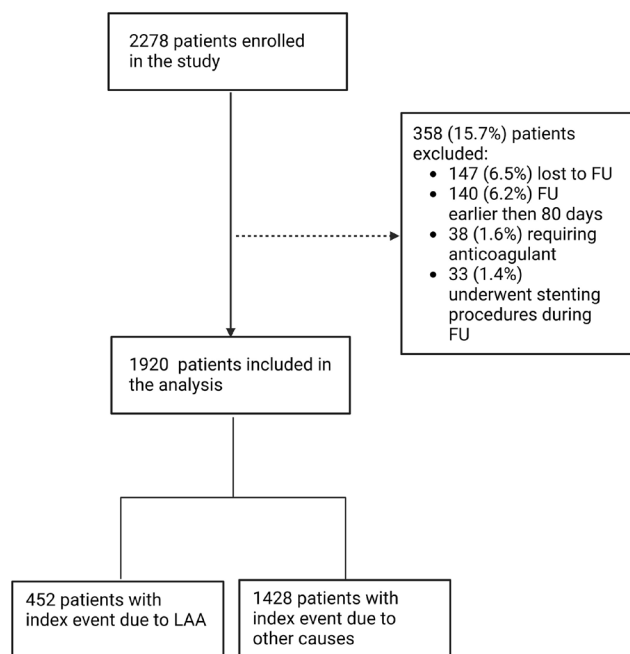 2278 patients enrolled
in the study
358 (15.7%) patients
excluded:
• 147 (6.5%) lost to FU
• 140 (6.2%) FU
earlier then 80 days
• 38 (1.6%) requiring
anticoagulant
• 33 (1.4%)
underwent stenting
procedures during
FU
1920 patients included in
the analysis
452 patients with
index event due to LAA
1428 patients with
index event due to
other causes